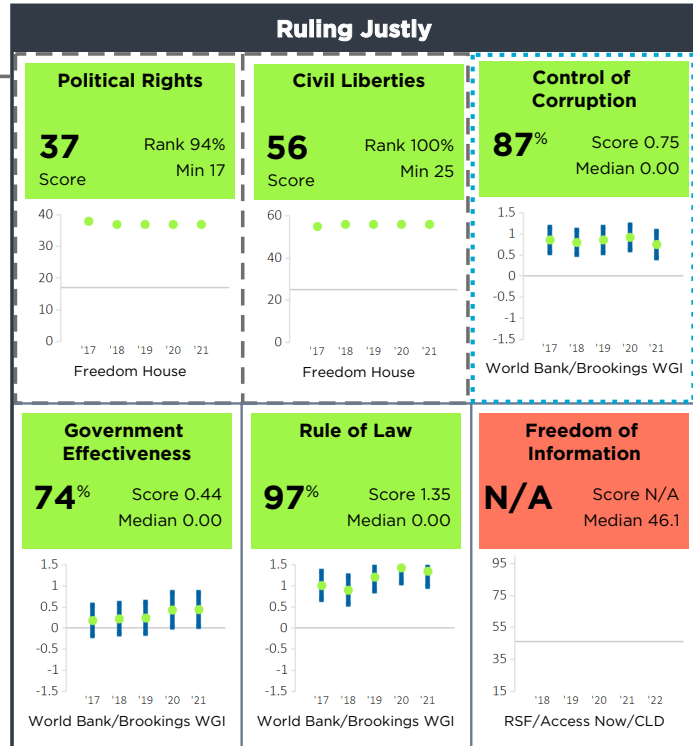 Ruling Justly
Political Rights
37
Score
Rank 94%
Min 17
40
30
20
10
0
'17 '18 '19 '20 '21
Freedom House
Civil Liberties
56
Score
Rank 100%
Min 25
60
40
20
0
'17 '18 '19 '20 '21
Freedom House
Control of
Corruption
87%
Score 0.75
Median 0.00
1.5
1
0.5
0
-0.5
-1
-1.5
'17 '18 '19 '20 '21
World Bank/Brookings WGI
Government
Effectiveness
74%
Score 0.44
Median 0.00
1.5
1
0.5
0
-0.5
-1
-1.5
'17 '18 '19 '20 '21
World Bank/Brookings WGI
Rule of Law
97%
Score 1.35
Median 0.00
1.5
1
0.5
0
-0.5
-1
-1.5
'17 '18 '19 '20 '21
World Bank/Brookings WGI
Freedom of
Information
N/A
Score N/A
Median 46.1
95
75
55
35
15
'18 '19 '20 '21 '22
RSF/Access Now/CLD